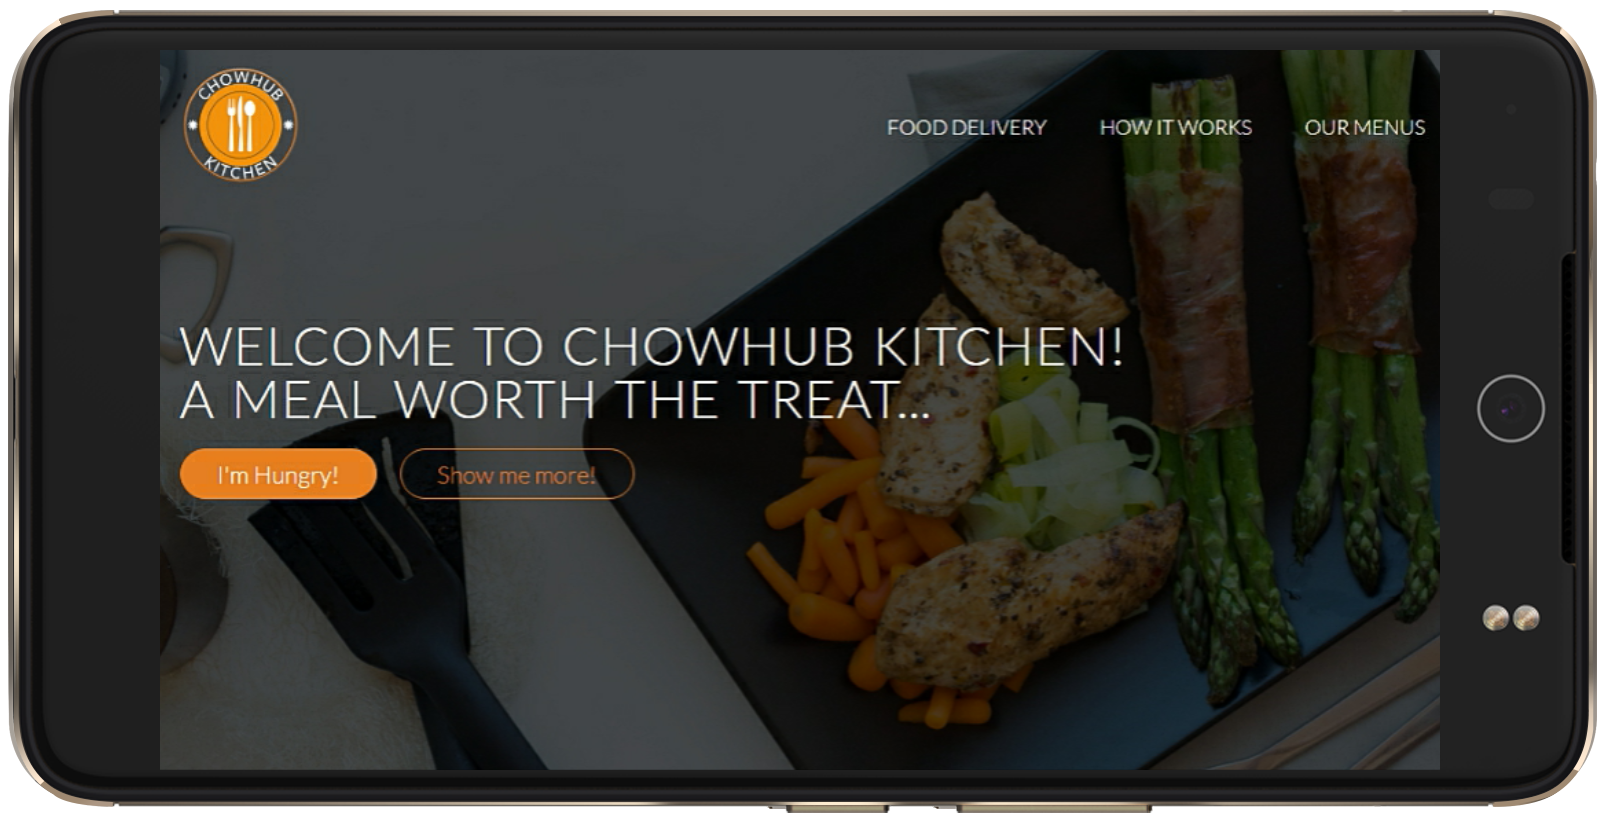 CHOWHUB
KITCHEN
FOOD DELIVERY
HOW IT WORKS
OUR MENUS
WELCOME TO CHOWHUB KITCHEN!
A MEAL WORTH THE TREAT...
I'm Hungry!
Show me more!